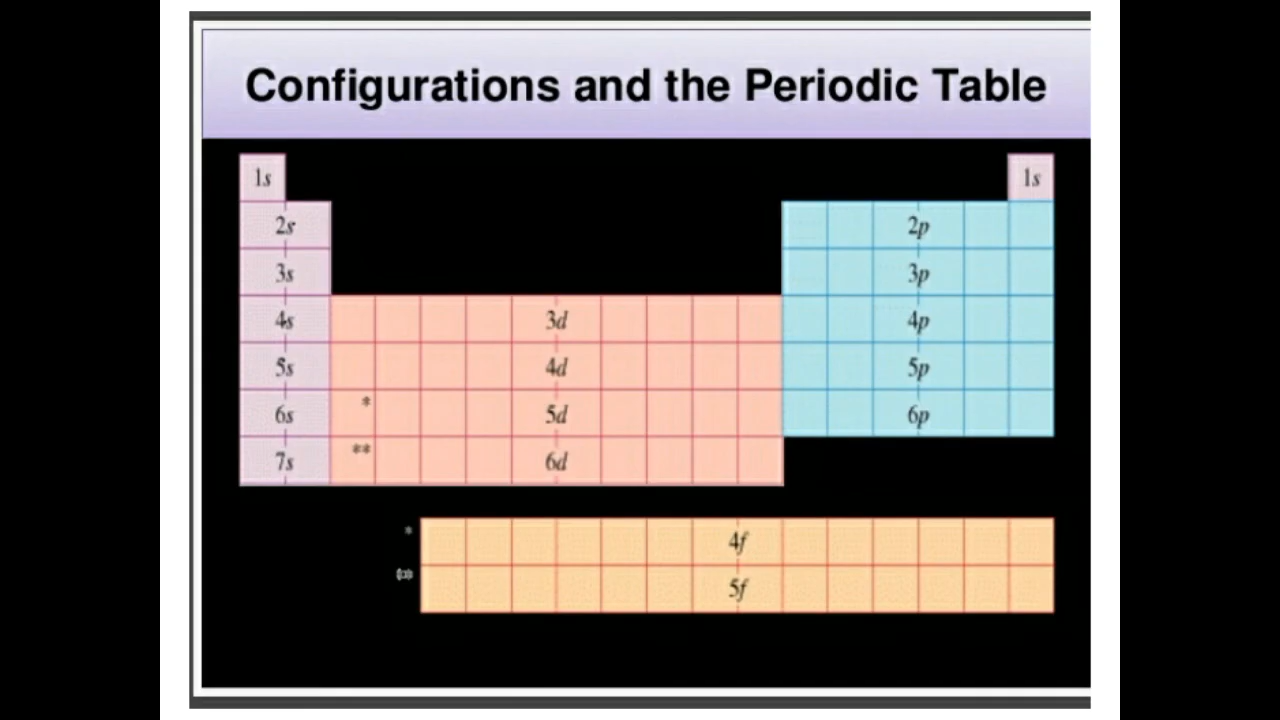 Configurations and the Periodic Table
1s 1s
2s 2p
3s 3p
4s 3d 4p
5s 4d 5p
6s * 5d 6p
7s ** 6d
* 4f
5f